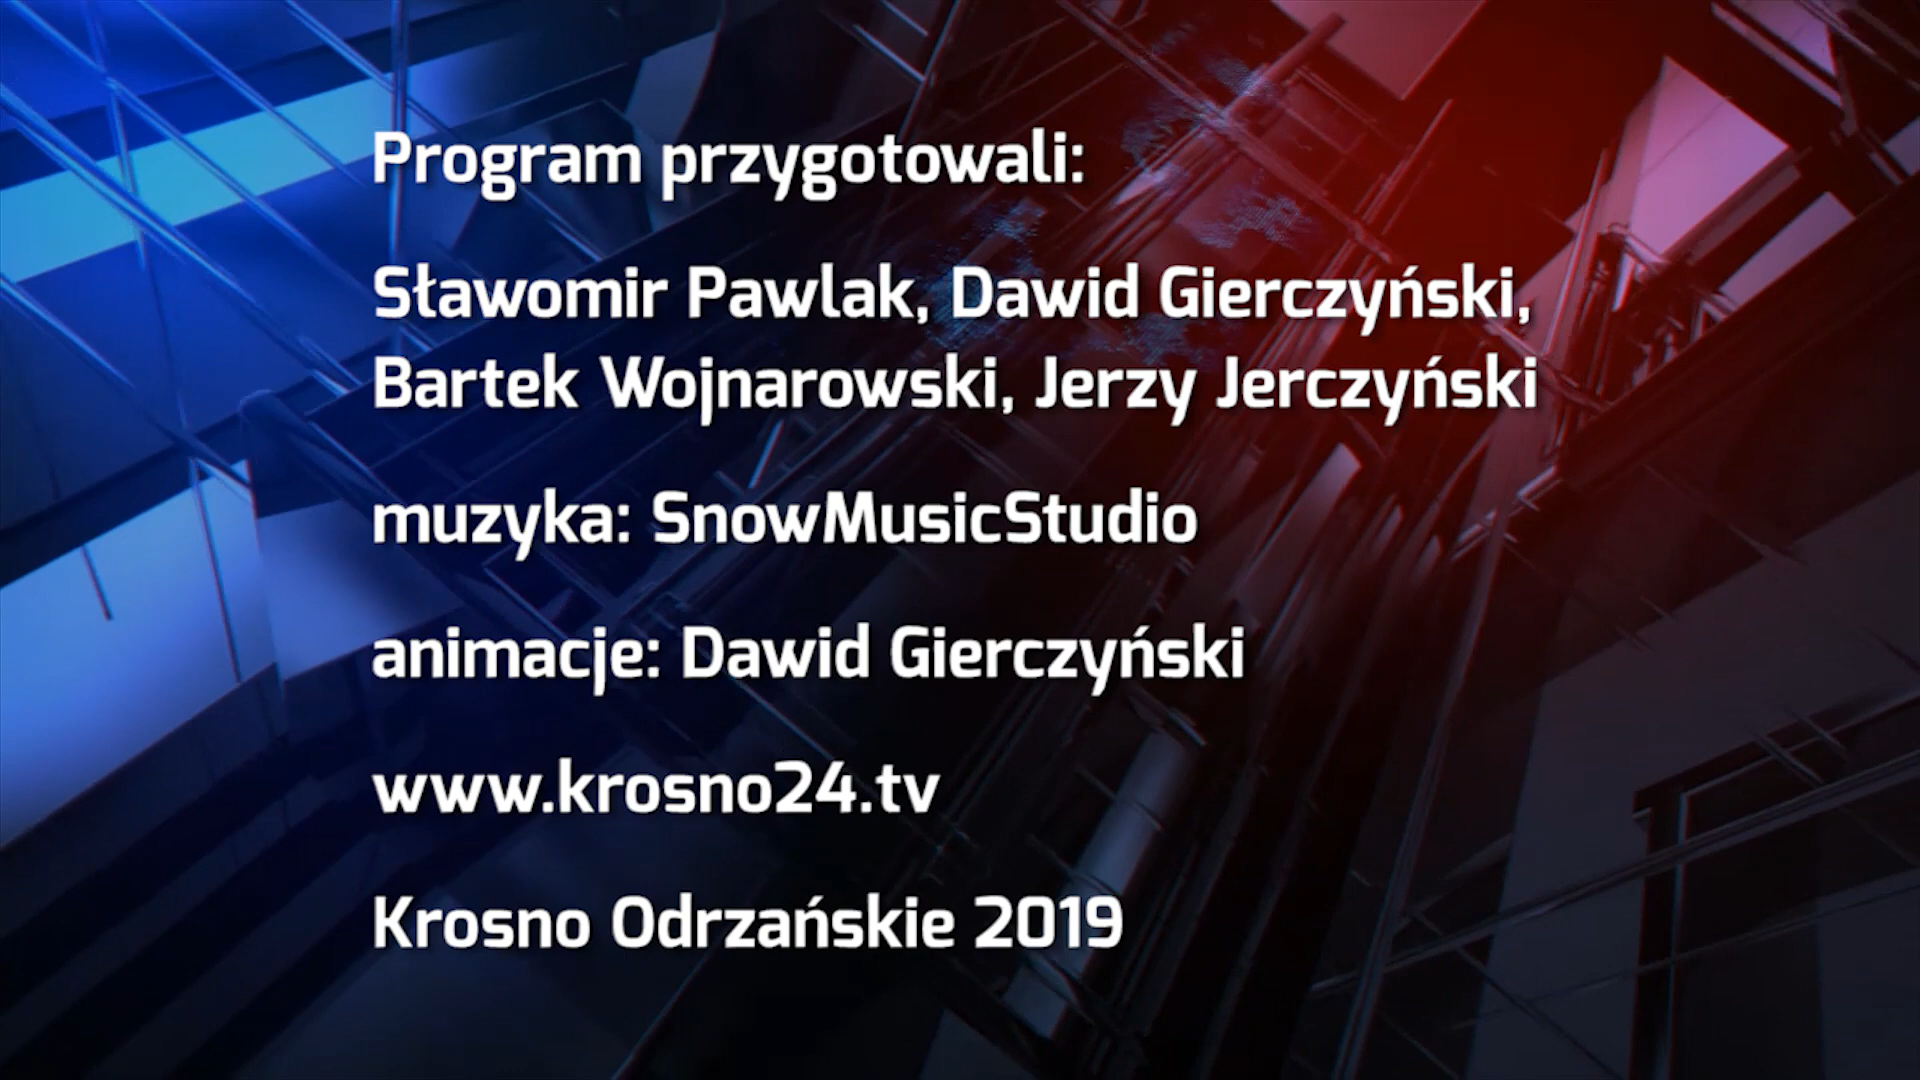 Program przygotowali:
Sławomir Pawlak, Dawid Gierczyński,
Bartek Wojnarowski, Jerzy Jerczyński
muzyka: SnowMusicStudio
animacje: Dawid Gierczyński
www.krosno24.tv
Krosno Odrzańskie 2019